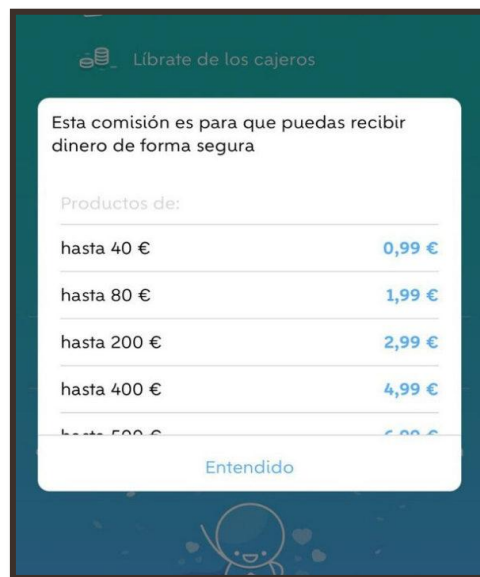 Líbrate de los cajeros
Esta comisión es para que puedas recibir
dinero de forma segura
Productos de:
hasta 40 € 0,99 €
hasta 80 € 1,99 €
hasta 200 € 2,99 €
hasta 400 € 4,99 €
Entendido